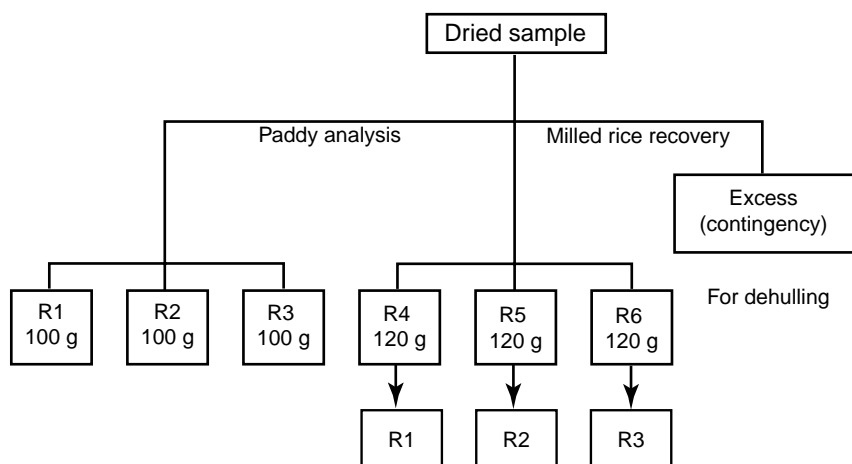 Dried sample
Paddy analysis
Milled rice recovery
Excess
(contingency)
For dehulling
R1
100 g
R2
100 g
R3
100 g
R4
120 g
R5
120 g
R6
120 g
R1
R2
R3